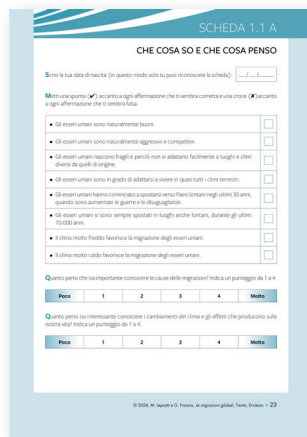 SCHEDA 1.1 A
CHE COSA SO E CHE COSA PENSO
Scrivi la tua data di nascita (in questo modo solo tu puoi riconoscere la scheda): __/__/__
Metti una spunta (✔) accanto a ogni affermazione che ti sembra corretta e una croce (✘) accanto
a ogni affermazione che ti sembra falsa.
• Gli esseri umani sono naturalmente buoni.
• Gli esseri umani sono naturalmente aggressivi e competitivi.
• Gli esseri umani nascono fragili e perciò non si adattano facilmente a luoghi e climi
diversi da quelli di origine.
• Gli esseri umani sono in grado di adattarsi a vivere in quasi tutti i climi terrestri.
• Gli esseri umani hanno cominciato a spostarsi verso Paesi lontani negli ultimi 30 anni,
quando sono aumentate le guerre e le disuguaglianze.
• Gli esseri umani si sono sempre spostati in luoghi anche lontani, durante gli ultimi
70.000 anni.
• Il clima molto freddo favorisce la migrazione degli esseri umani.
• Il clima molto caldo favorisce la migrazione degli esseri umani.
Quanto pensi che sia importante conoscere le cause delle migrazioni? Indica un punteggio da 1 a 4.
Poco 1 2 3 4 Molto
Quanto pensi sia interessante conoscere i cambiamenti del clima e gli effetti che producono sulla
nostra vita? Indica un punteggio da 1 a 4.
Poco 1 2 3 4 Molto
© 2024, M. Ieprotti e G. Franco, Le migrazioni globali, Trento, Erickson • 23